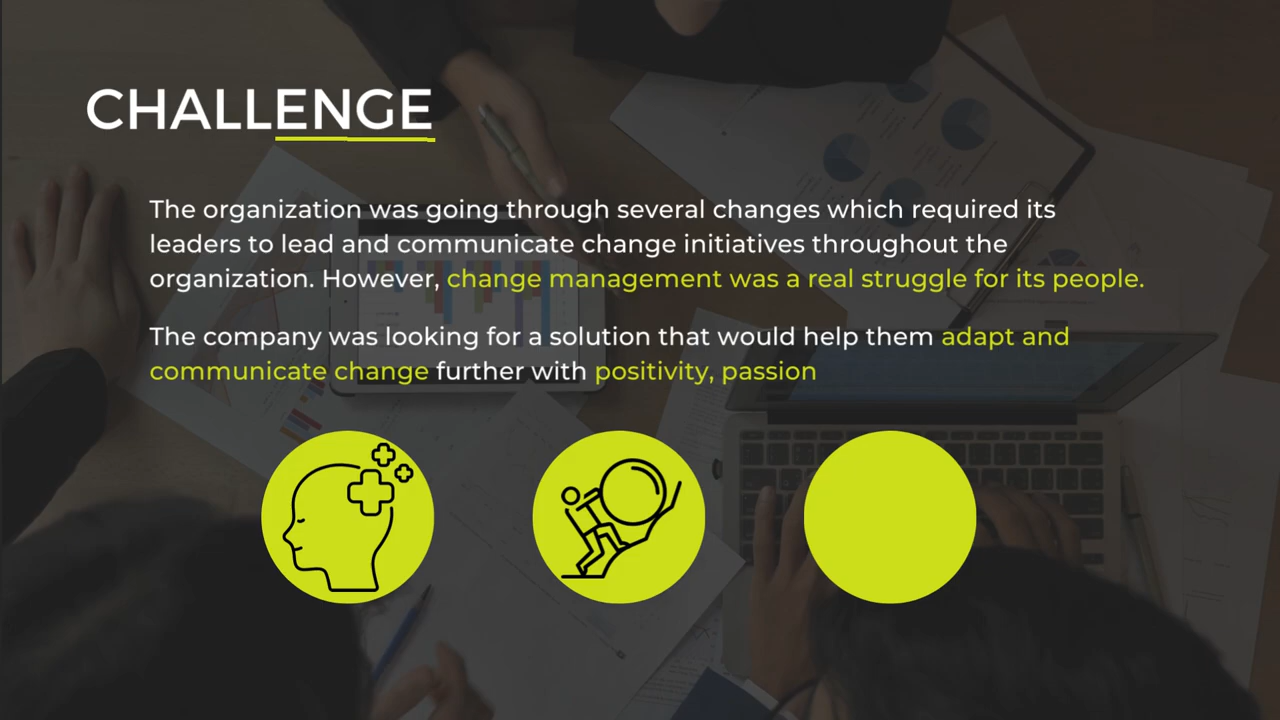 CHALLENGE
The organization was going through several changes which required its
leaders to lead and communicate change initiatives throughout the
organization. However, change management was a real struggle for its people.
The company was looking for a solution that would help them adapt and
communicate change further with positivity, passion